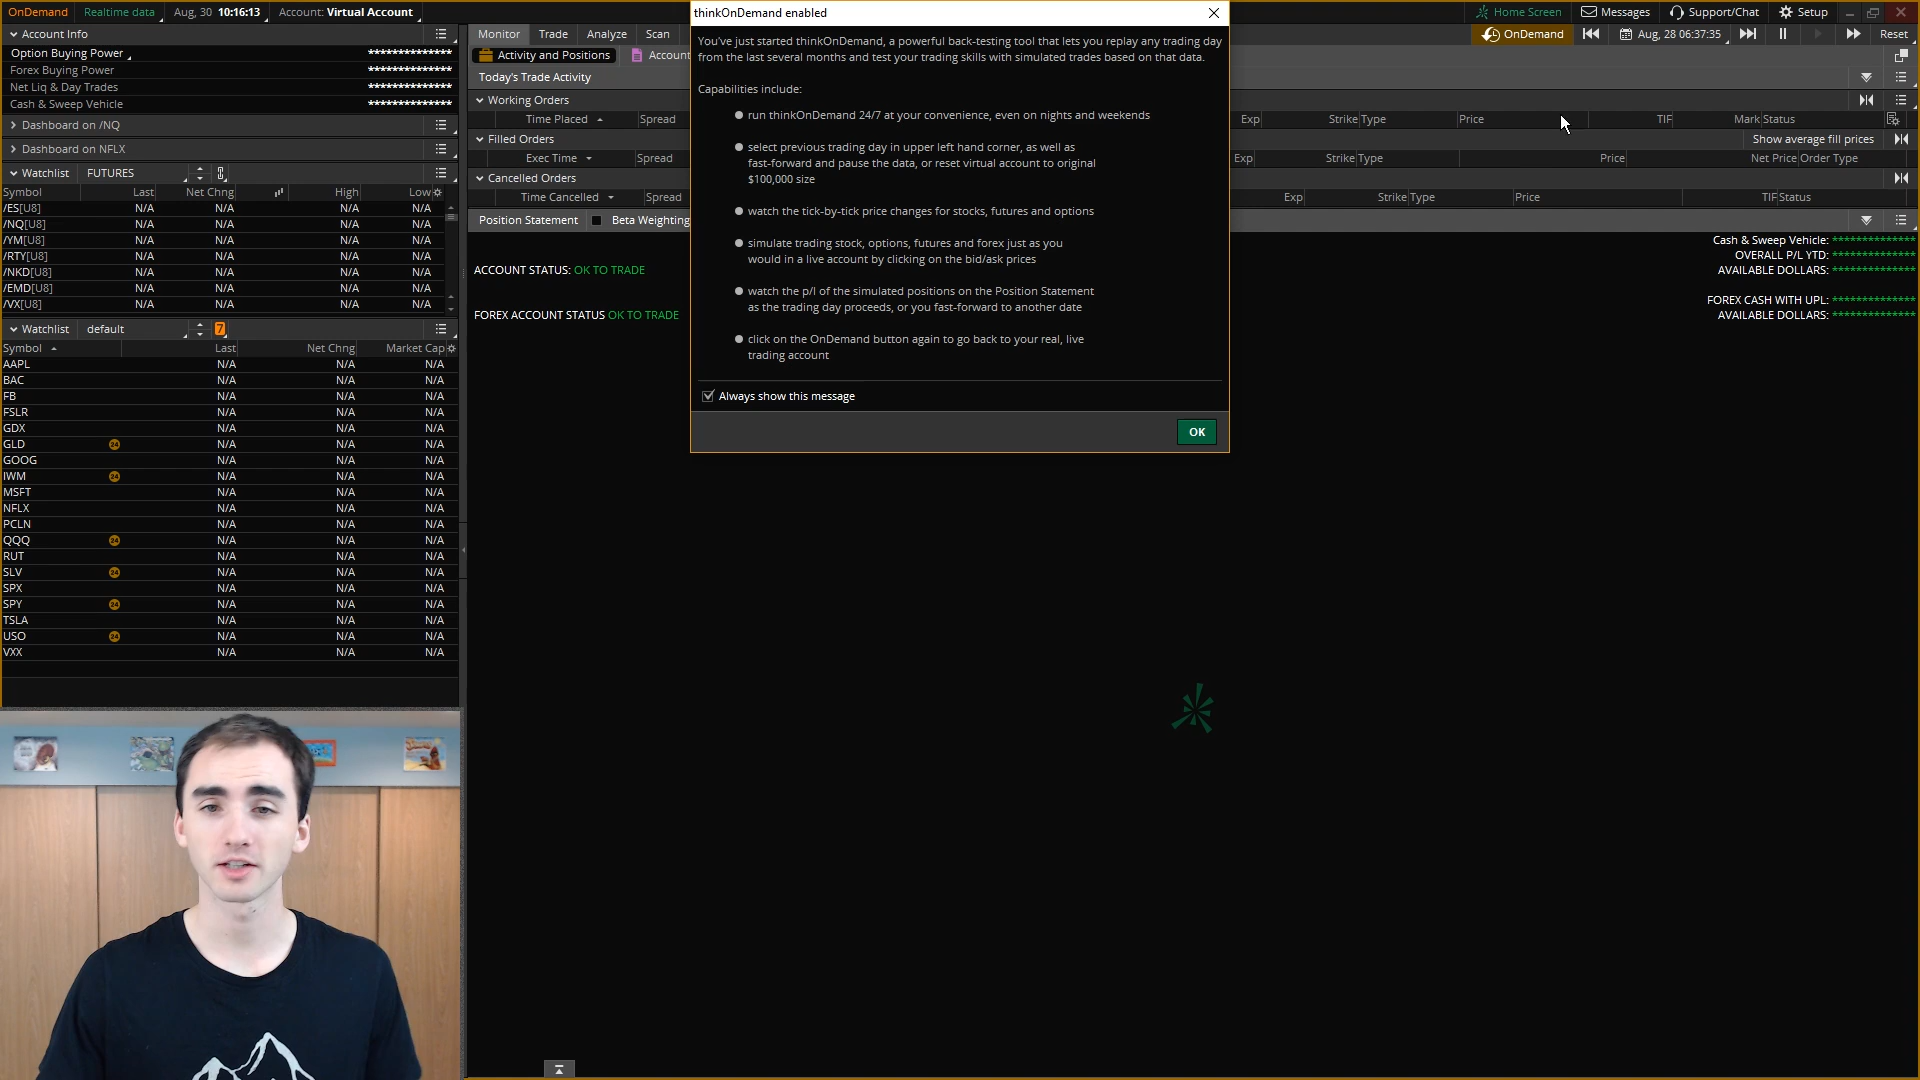 OnDemand Realtime data Aug, 30 10:16:13 Account: Virtual Account
Home Screen Messages Support/Chat Setup
OnDemand Aug, 28 06:37:35 Reset
Account Info
Option Buying Power **************
Forex Buying Power **************
Net Liq & Day Trades **************
Cash & Sweep Vehicle **************
Dashboard on /NQ
Dashboard on NFLX
Watchlist FUTURES
Symbol Last Net Chng High Low
/ES[U8] N/A N/A N/A N/A
/NQ[U8] N/A N/A N/A N/A
/YM[U8] N/A N/A N/A N/A
/RTY[U8] N/A N/A N/A N/A
/NKD[U8] N/A N/A N/A N/A
/EMD[U8] N/A N/A N/A N/A
/VX[U8] N/A N/A N/A N/A
Watchlist default 7
Symbol Last Net Chng Market Cap
AAPL N/A N/A N/A
BAC N/A N/A N/A
FB N/A N/A N/A
FSLR N/A N/A N/A
GDX N/A N/A N/A
GLD 24 N/A N/A N/A
GOOG N/A N/A N/A
IWM 24 N/A N/A N/A
MSFT N/A N/A N/A
NFLX N/A N/A N/A
PCLN N/A N/A N/A
QQQ 24 N/A N/A N/A
RUT N/A N/A N/A
SLV 24 N/A N/A N/A
SPX N/A N/A N/A
SPY 24 N/A N/A N/A
TSLA N/A N/A N/A
USO 24 N/A N/A N/A
VXX N/A N/A N/A
Monitor Trade Analyze Scan
Activity and Positions Account
Today's Trade Activity
Working Orders
Time Placed Spread Exp Strike Type Price TIF Mark Status
Filled Orders Show average fill prices
Exec Time Spread Exp Strike Type Price Net Price Order Type
Cancelled Orders
Time Cancelled Spread Exp Strike Type Price TIF Status
Position Statement Beta Weighting
ACCOUNT STATUS: OK TO TRADE
FOREX ACCOUNT STATUS OK TO TRADE
Cash & Sweep Vehicle: **************
OVERALL P/L YTD: **************
AVAILABLE DOLLARS: **************
FOREX CASH WITH UPL: **************
AVAILABLE DOLLARS: **************
thinkOnDemand enabled
You've just started thinkOnDemand, a powerful back-testing tool that lets you replay any trading day
from the last several months and test your trading skills with simulated trades based on that data.
Capabilities include:
run thinkOnDemand 24/7 at your convenience, even on nights and weekends
select previous trading day in upper left hand corner, as well as
fast-forward and pause the data, or reset virtual account to original
$100,000 size
watch the tick-by-tick price changes for stocks, futures and options
simulate trading stock, options, futures and forex just as you
would in a live account by clicking on the bid/ask prices
watch the p/l of the simulated positions on the Position Statement
as the trading day proceeds, or you fast-forward to another date
click on the OnDemand button again to go back to your real, live
trading account
Always show this message
OK